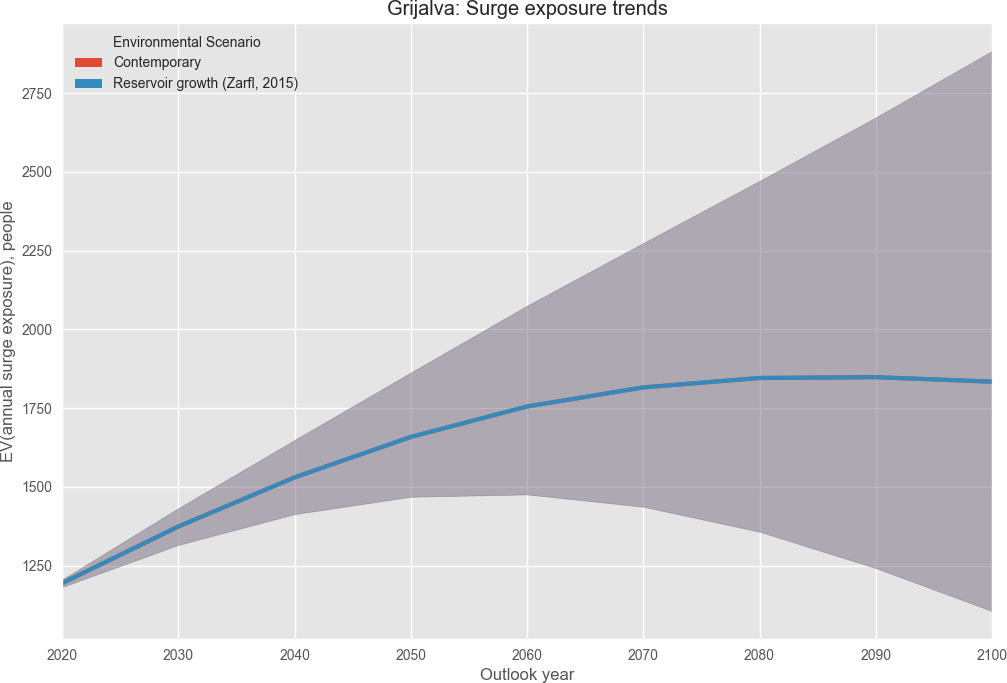 Grijalva: Surge exposure trends
Environmental Scenario
Contemporary
Reservoir growth (Zarfl, 2015)
EV(annual surge exposure), people
2750
2500
2250
2000
1750
1500
1250
2020 2030 2040 2050 2060 2070 2080 2090 2100
Outlook year